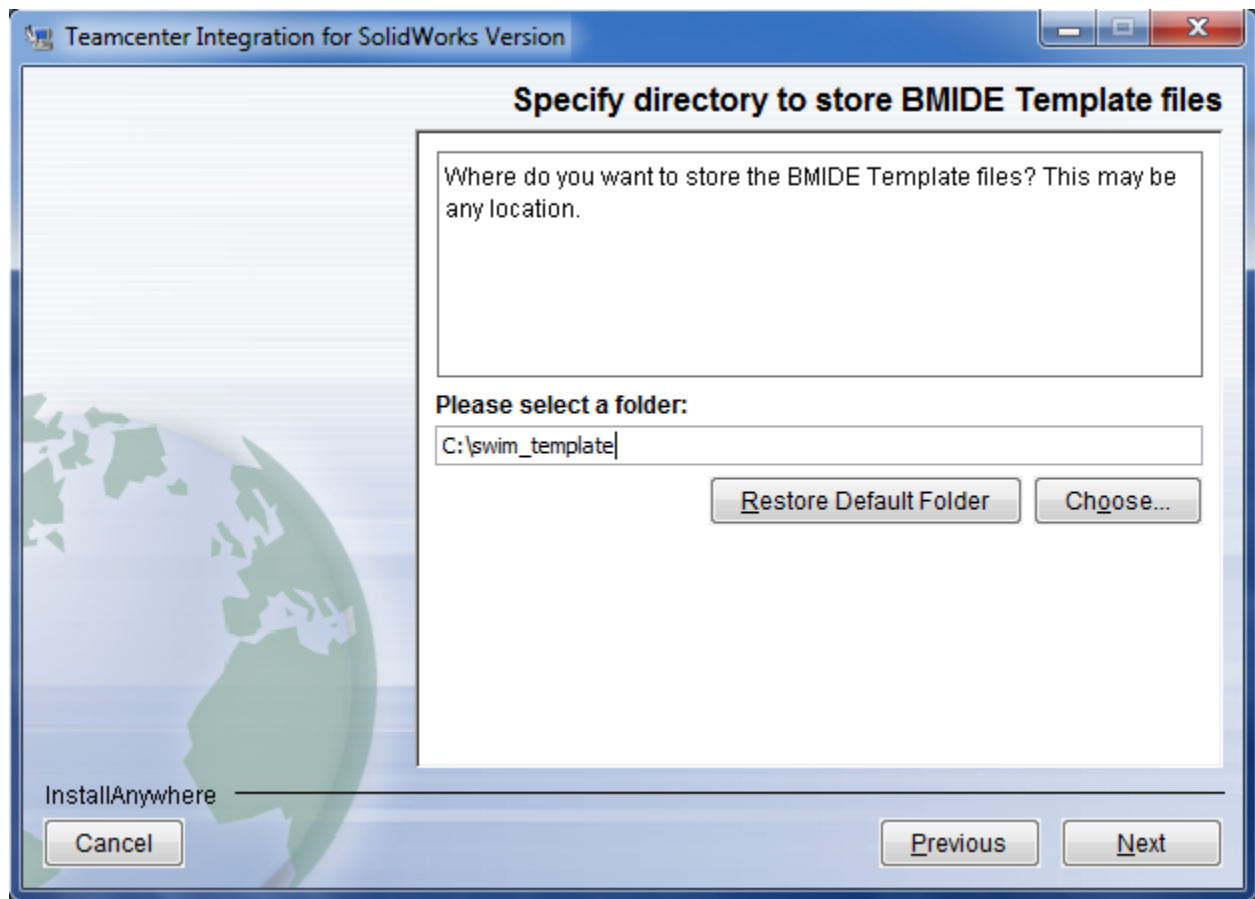 Teamcenter Integration for SolidWorks Version
Specify directory to store BMIDE Template files
Where do you want to store the BMIDE Template files? This may be
any location.
Please select a folder:
C:\swim_template
Restore Default Folder
Choose...
InstallAnywhere
Cancel
Previous
Next